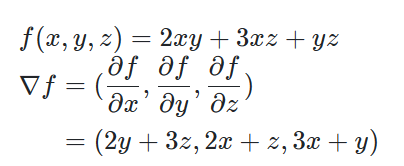 f(x, y, z) = 2xy + 3xz + yz
∇f = (∂f/∂x, ∂f/∂y, ∂f/∂z)
= (2y + 3z, 2x + z, 3x + y)